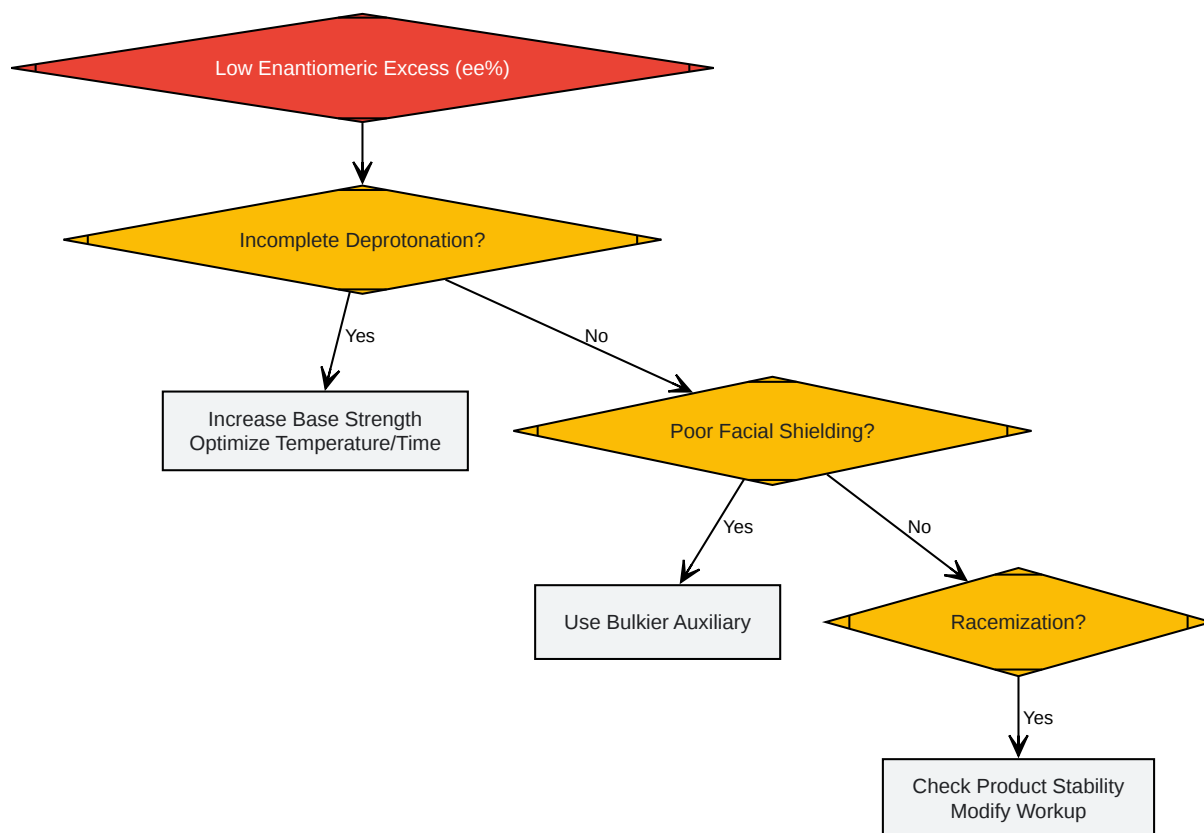 Low Enantiomeric Excess (ee%)
Incomplete Deprotonation?
Yes
No
Increase Base Strength
Optimize Temperature/Time
Poor Facial Shielding?
Yes
No
Use Bulkier Auxiliary
Racemization?
Yes
Check Product Stability
Modify Workup